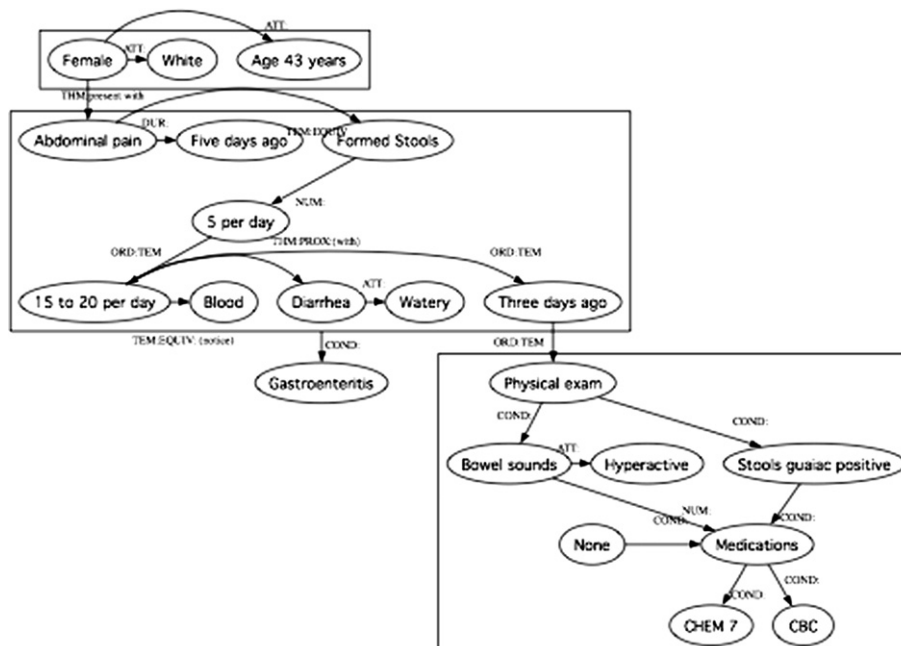 ATT:
Female
ATT:
White
Age 43 years
THM:present with
Abdominal pain
DUR:
Five days ago
TEM:EQUIV
Formed Stools
NUM:
5 per day
ORD:TEM
THM:PROX:(with)
ORD:TEM
15 to 20 per day
Blood
Diarrhea
ATT:
Watery
Three days ago
TEM:EQUIV: (notice)
COND:
ORD:TEM
Gastroenteritis
Physical exam
COND:
COND:
Bowel sounds
ATT:
Hyperactive
Stools guaiac positive
NUM:
COND:
COND:
None
Medications
COND:
COND:
CHEM 7
CBC